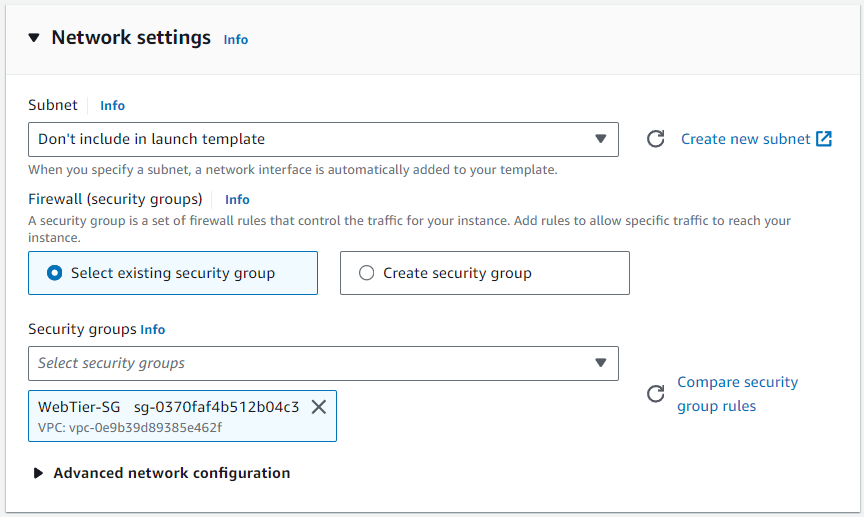 Network settings Info
Subnet Info
Don't include in launch template
Create new subnet
When you specify a subnet, a network interface is automatically added to your template.
Firewall (security groups) Info
A security group is a set of firewall rules that control the traffic for your instance. Add rules to allow specific traffic to reach your
instance.
Select existing security group
Create security group
Security groups Info
Select security groups
Compare security
group rules
WebTier-SG sg-0370faf4b512b04c3
VPC: vpc-0e9b39d89385e462f
Advanced network configuration